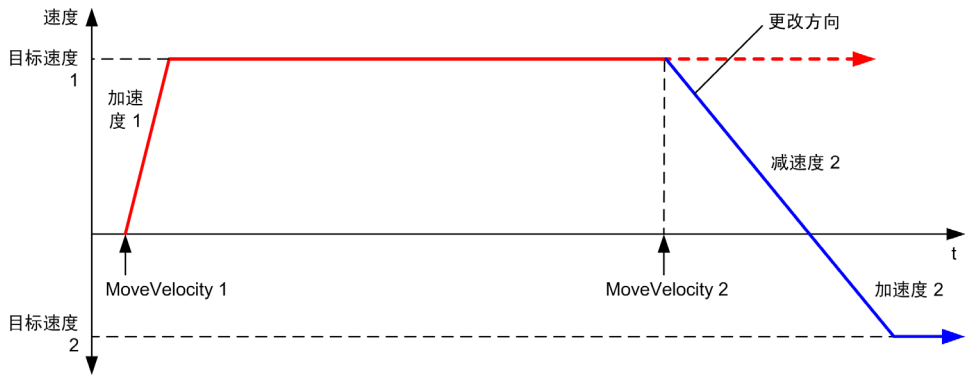 速度
更改方向
目标速度
1
加速
度 1
减速度 2
t
MoveVelocity 1
MoveVelocity 2
加速度 2
目标速度
2